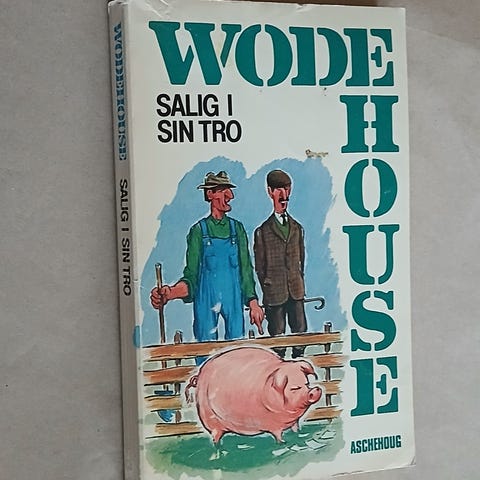 WODEHOUSE
SALIG I
SIN TRO
ASCHEHOUG
WODEHOUSE SALIG I SIN TRO